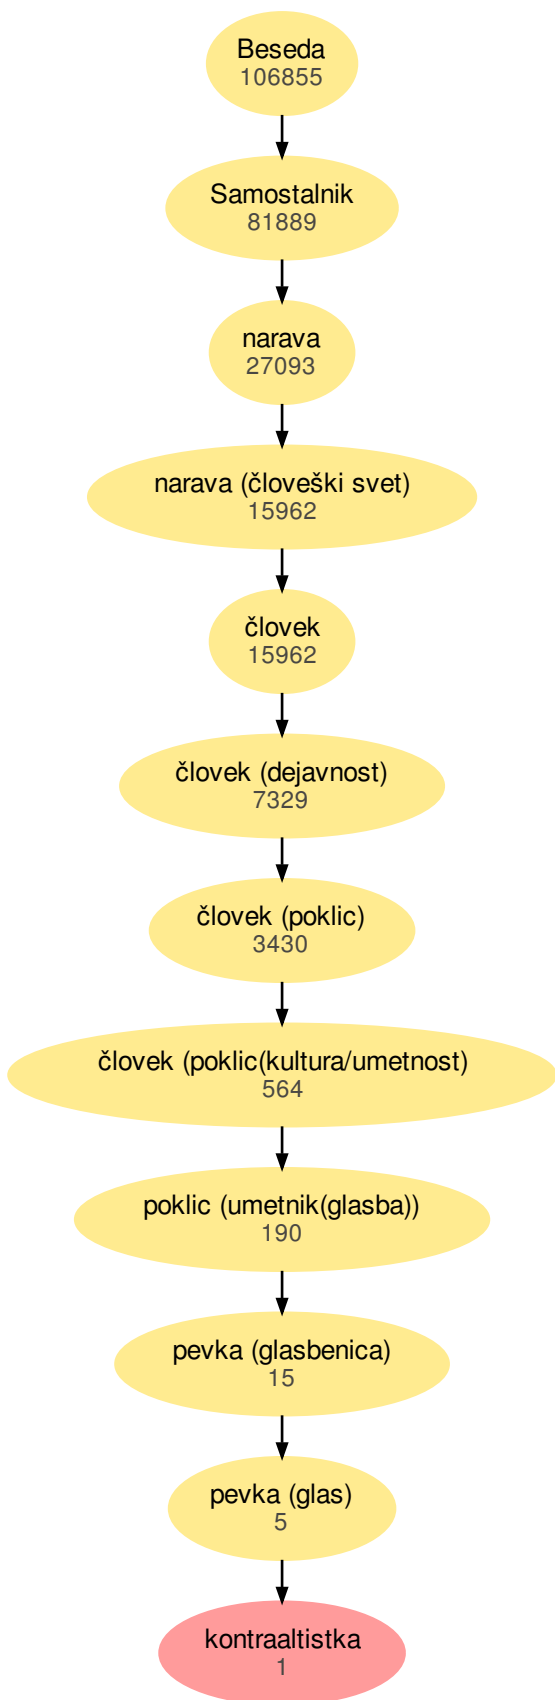 Beseda
106855
Samostalnik
81889
narava
27093
narava (človeški svet)
15962
človek
15962
človek (dejavnost)
7329
človek (poklic)
3430
človek (poklic(kultura/umetnost)
564
poklic (umetnik(glasba))
190
pevka (glasbenica)
15
pevka (glas)
5
kontraaltistka
1